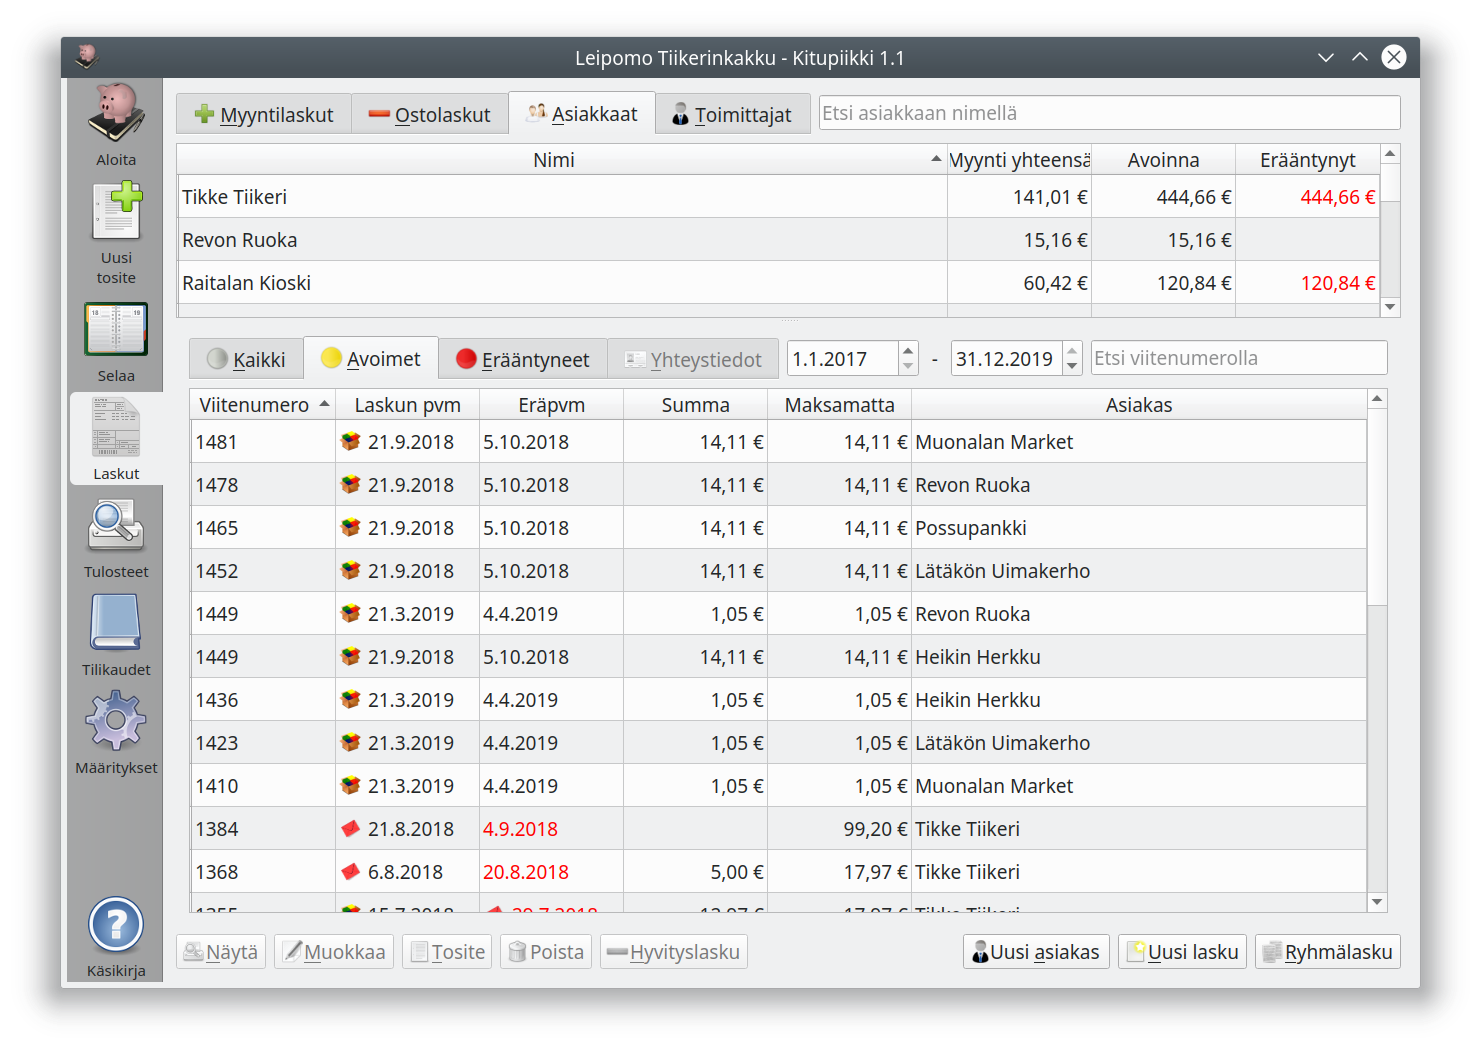 Leipomo Tiikerinkakku - Kitupiikki 1.1
Aloita
Uusi
tosite
Selaa
Laskut
Tulosteet
Tilikaudet
Määritykset
Käsikirja
Myyntilaskut Ostolaskut Asiakkaat Toimittajat Etsi asiakkaan nimellä
Nimi Myynti yhteensä Avoinna Erääntynyt
Tikke Tiikeri 141,01 € 444,66 € 444,66 €
Revon Ruoka 15,16 € 15,16 €
Raitalan Kioski 60,42 € 120,84 € 120,84 €
Kaikki Avoimet Erääntyneet Yhteystiedot 1.1.2017 - 31.12.2019 Etsi viitenumerolla
Viitenumero Laskun pvm Eräpvm Summa Maksamatta Asiakas
1481 21.9.2018 5.10.2018 14,11 € 14,11 € Muonalan Market
1478 21.9.2018 5.10.2018 14,11 € 14,11 € Revon Ruoka
1465 21.9.2018 5.10.2018 14,11 € 14,11 € Possupankki
1452 21.9.2018 5.10.2018 14,11 € 14,11 € Lätäkön Uimakerho
1449 21.3.2019 4.4.2019 1,05 € 1,05 € Revon Ruoka
1449 21.9.2018 5.10.2018 14,11 € 14,11 € Heikin Herkku
1436 21.3.2019 4.4.2019 1,05 € 1,05 € Heikin Herkku
1423 21.3.2019 4.4.2019 1,05 € 1,05 € Lätäkön Uimakerho
1410 21.3.2019 4.4.2019 1,05 € 1,05 € Muonalan Market
1384 21.8.2018 4.9.2018 99,20 € Tikke Tiikeri
1368 6.8.2018 20.8.2018 5,00 € 17,97 € Tikke Tiikeri
Näytä Muokkaa Tosite Poista Hyvityslasku Uusi asiakas Uusi lasku Ryhmälasku